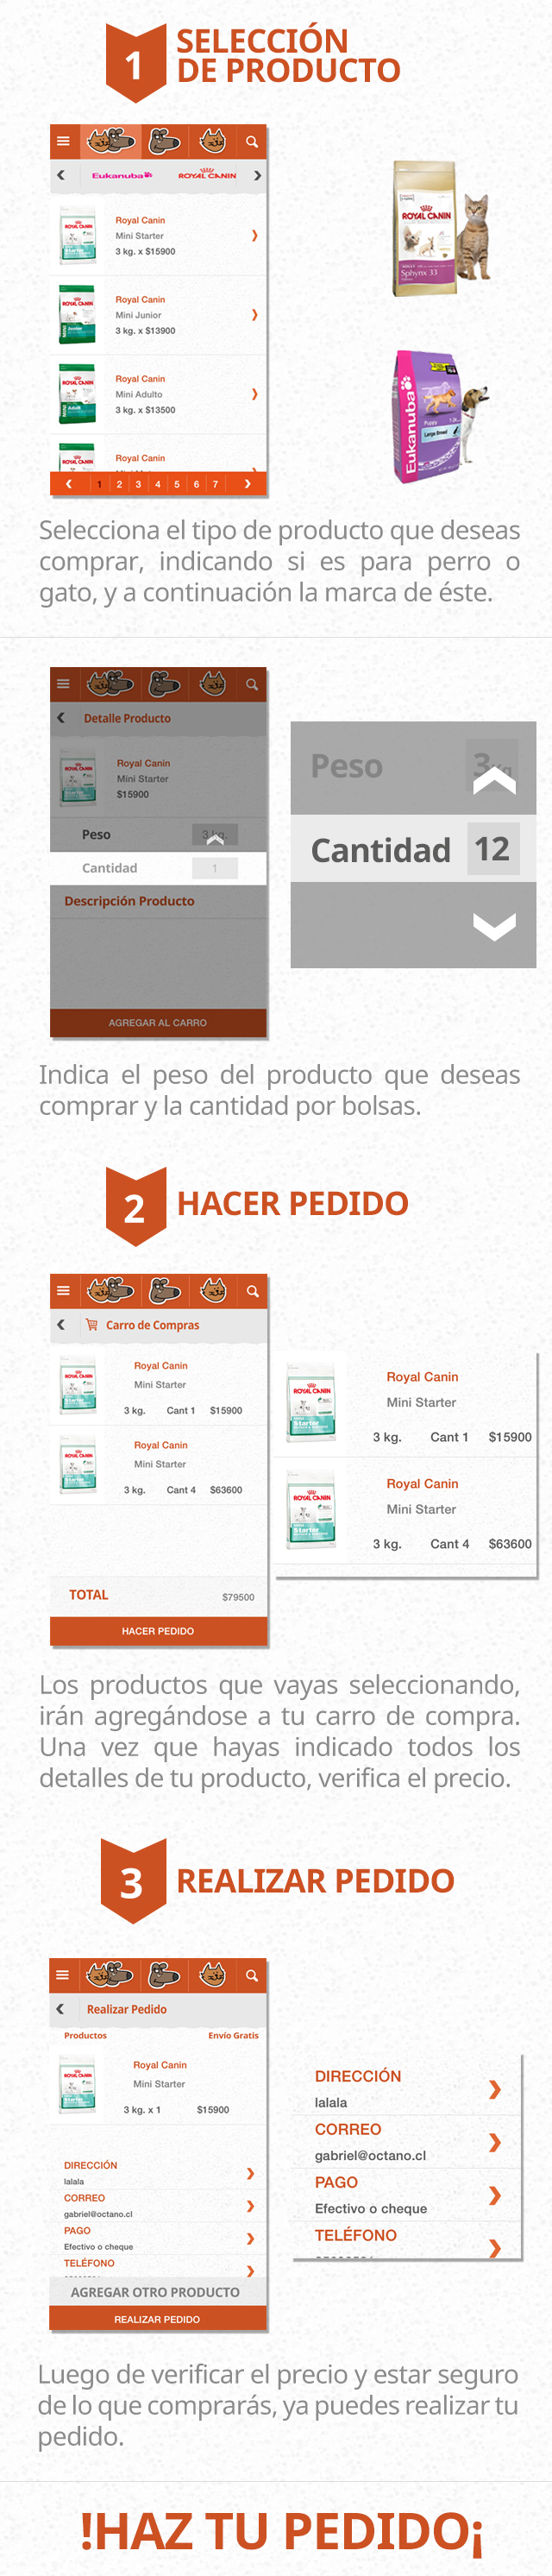 1
SELECCIÓN
DE PRODUCTO
Eukanuba ROYAL CANIN
Royal Canin
Mini Starter
3 kg. x $15900
Royal Canin
Mini Junior
3 kg. x $13900
Royal Canin
Mini Adulto
3 kg. x $13500
Royal Canin
1 2 3 4 5 6 7
ROYAL CANIN
Sphynx 33
Eukanuba
Puppy
Large Breed
Selecciona el tipo de producto que deseas
comprar, indicando si es para perro o
gato, y a continuación la marca de éste.
Detalle Producto
Royal Canin
Mini Starter
$15900
Peso 3 kg.
Cantidad 1
Descripción Producto
AGREGAR AL CARRO
Peso 3Kg
Cantidad 12
Indica el peso del producto que deseas
comprar y la cantidad por bolsas.
2
HACER PEDIDO
Carro de Compras
Royal Canin
Mini Starter
3 kg. Cant 1 $15900
Royal Canin
Mini Starter
3 kg. Cant 4 $63600
TOTAL $79500
HACER PEDIDO
ROYAL CANIN
Starter
Royal Canin
Mini Starter
3 kg. Cant 1 $15900
ROYAL CANIN
Starter
Royal Canin
Mini Starter
3 kg. Cant 4 $63600
Los productos que vayas seleccionando,
irán agregándose a tu carro de compra.
Una vez que hayas indicado todos los
detalles de tu producto, verifica el precio.
3
REALIZAR PEDIDO
Realizar Pedido
Productos Envío Gratis
Royal Canin
Mini Starter
3 kg. x 1 $15900
DIRECCIÓN
lalala
CORREO
gabriel@octano.cl
PAGO
Efectivo o cheque
TELÉFONO
AGREGAR OTRO PRODUCTO
REALIZAR PEDIDO
DIRECCIÓN
lalala
CORREO
gabriel@octano.cl
PAGO
Efectivo o cheque
TELÉFONO
Luego de verificar el precio y estar seguro
de lo que comprarás, ya puedes realizar tu
pedido.
!HAZ TU PEDIDO¡